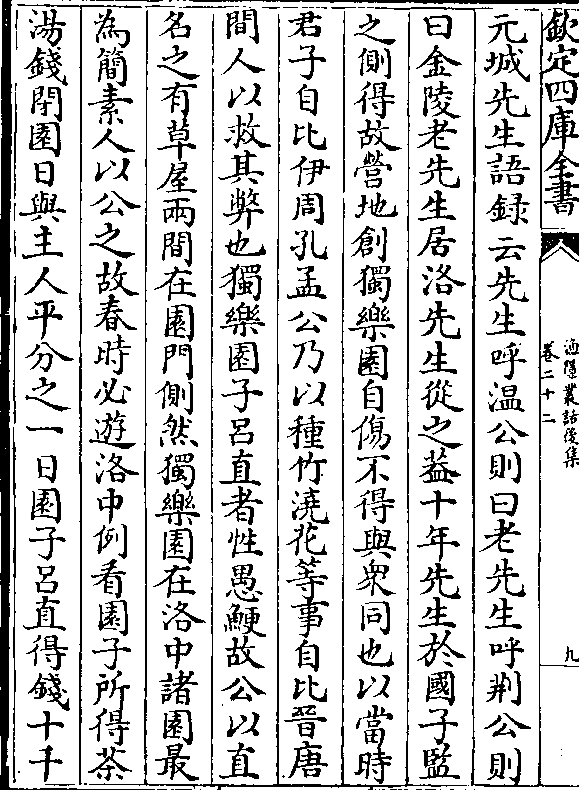 欽定四庫全書
漁隱叢話後集
卷二十二
九
元城先生語録云先生呼温公則曰老先生呼荆公則
曰金陵老先生居洛先生從之葢十年先生於國子監
之側得故營地創獨樂園自傷不得與衆同也以當時
君子自比伊周孔孟公乃以種竹澆花等事自比晉唐
間人以救其弊也獨樂園子呂直者性愚鯁故公以直
名之有草屋兩間在園門側然獨樂園在洛中諸園最
為簡素人以公之故春時必遊洛中例看園子所得茶
湯錢閉園日與主人平分之一日園子呂直得錢十千